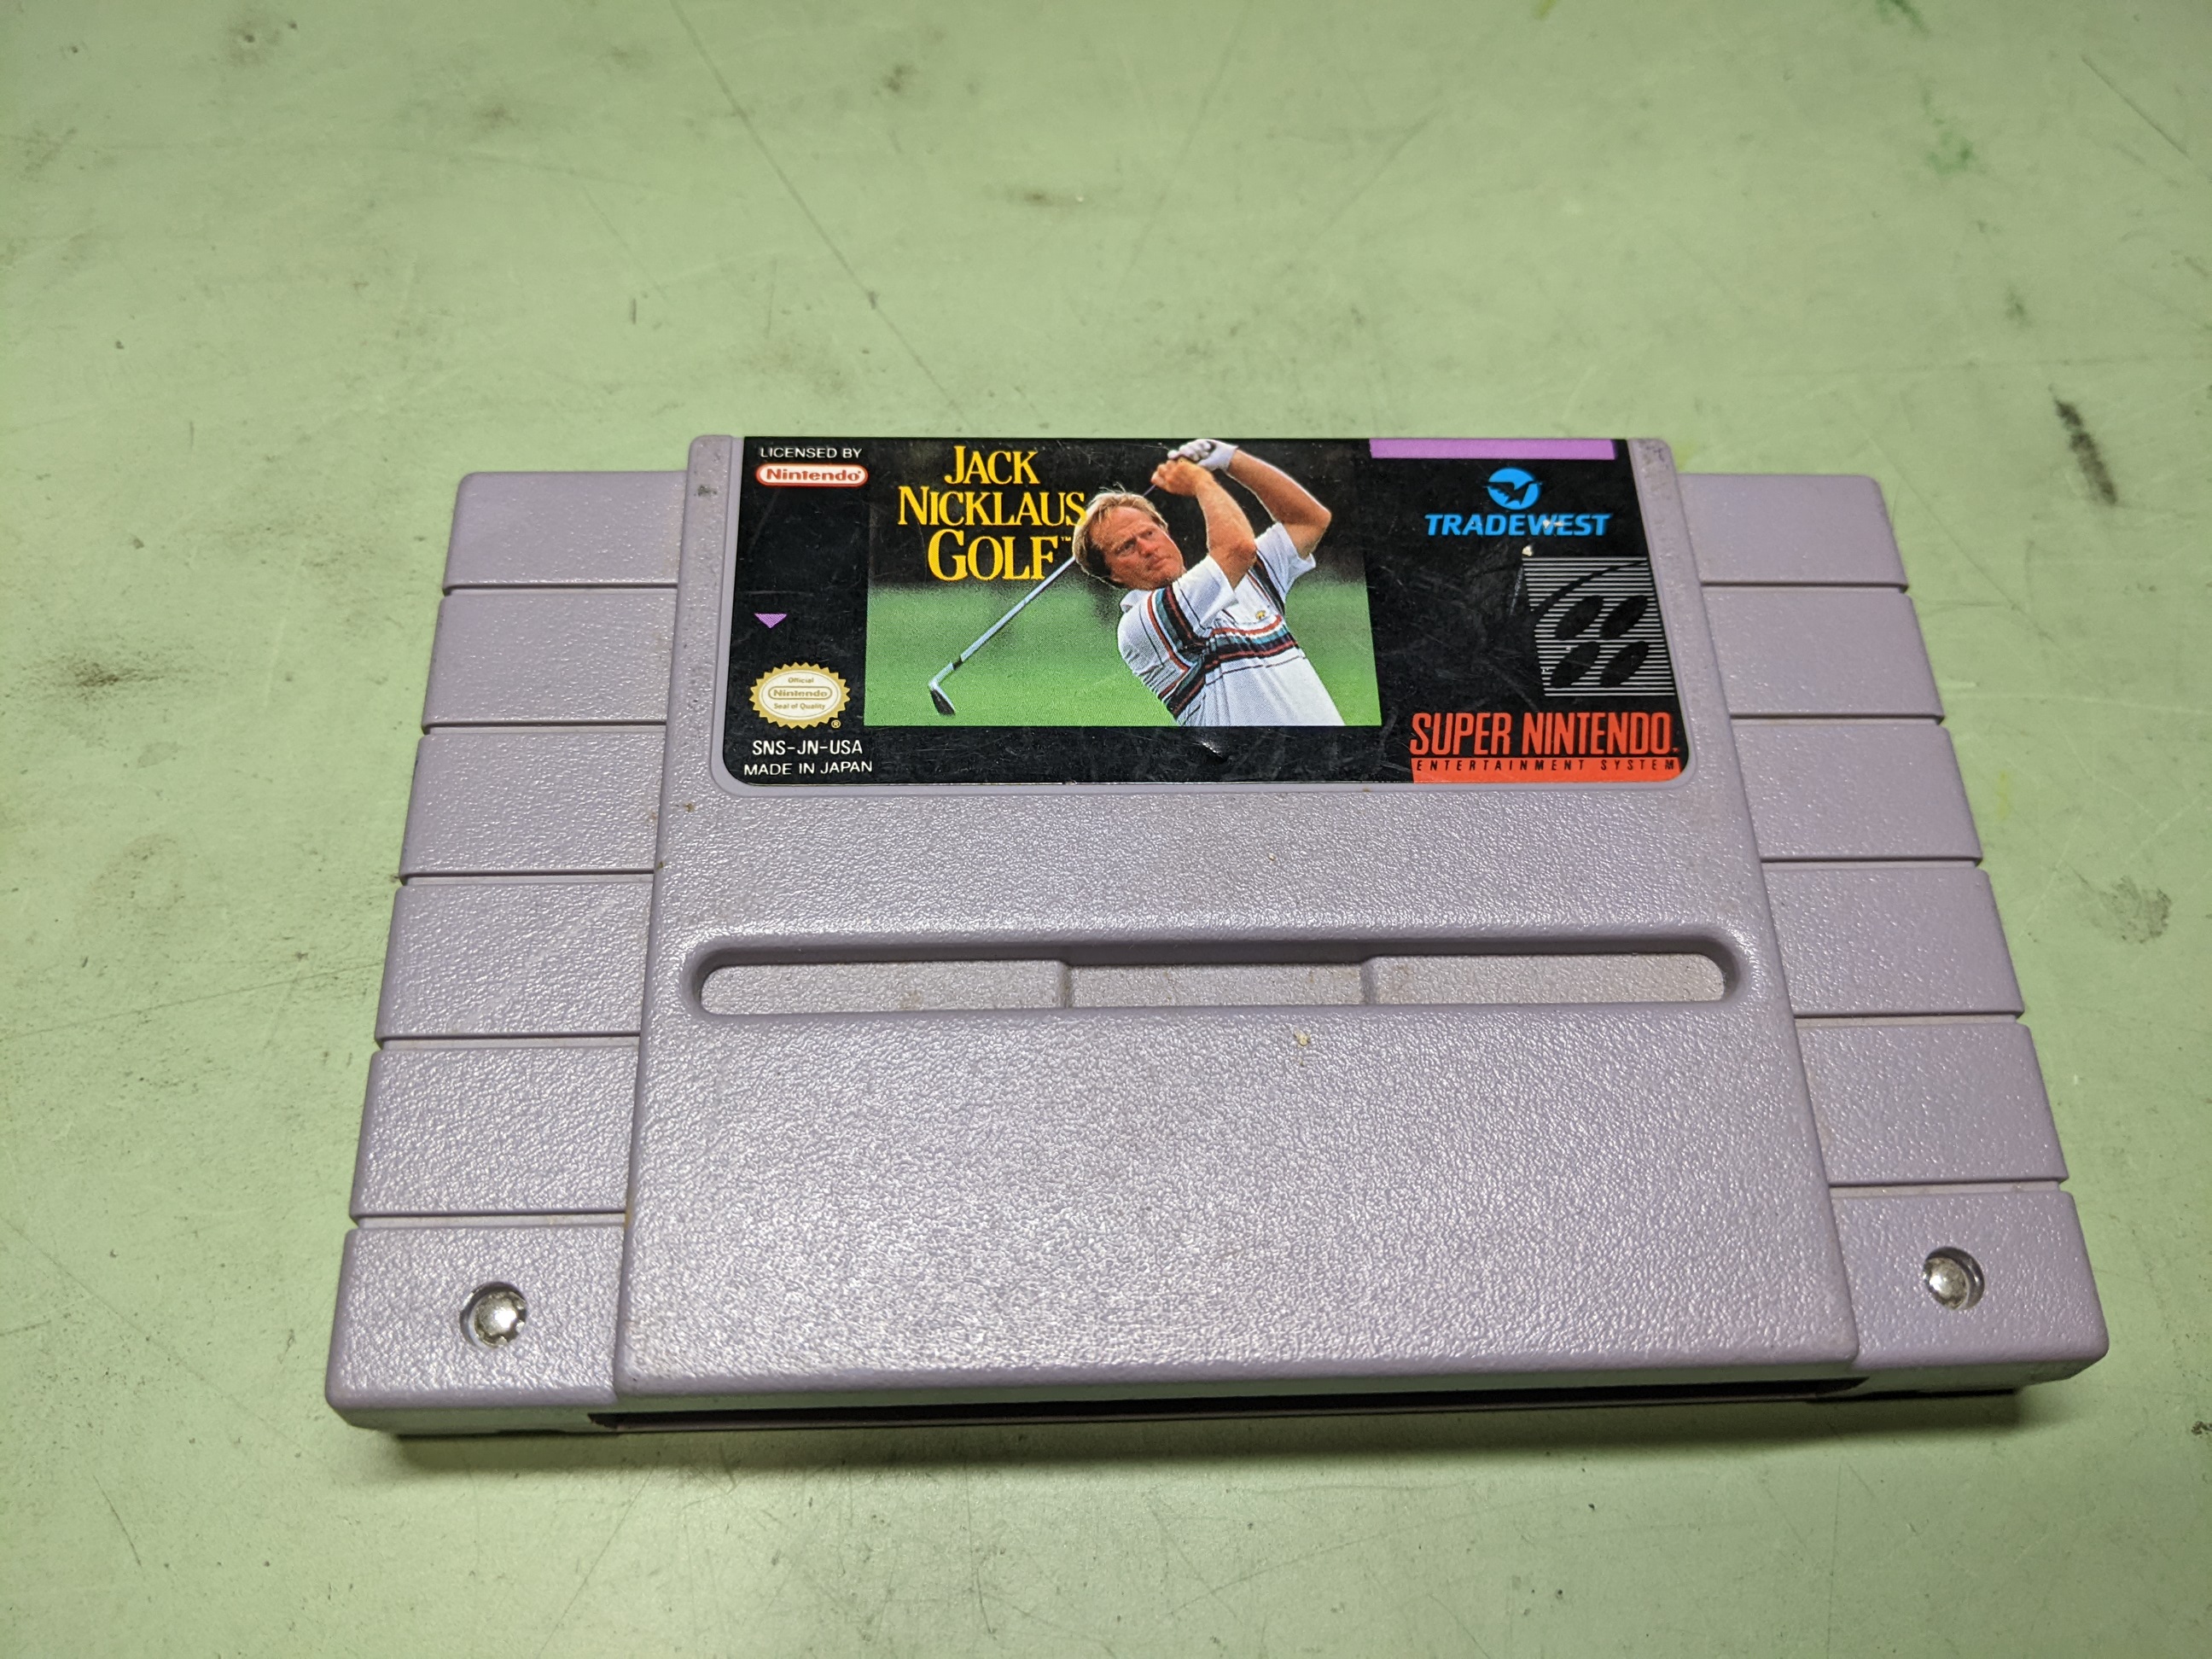 LICENSED BY
Nintendo®
JACK
NICKLAUS
GOLF™
TRADEWEST
Official
Nintendo
Seal of Quality
®
SNS-JN-USA
MADE IN JAPAN
SUPER NINTENDO®
ENTERTAINMENT SYSTEM